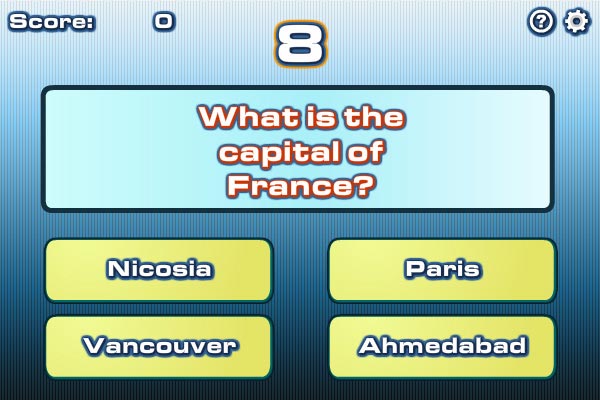 Score: 0
8
What is the
capital of
France?
Nicosia
Paris
Vancouver
Ahmedabad